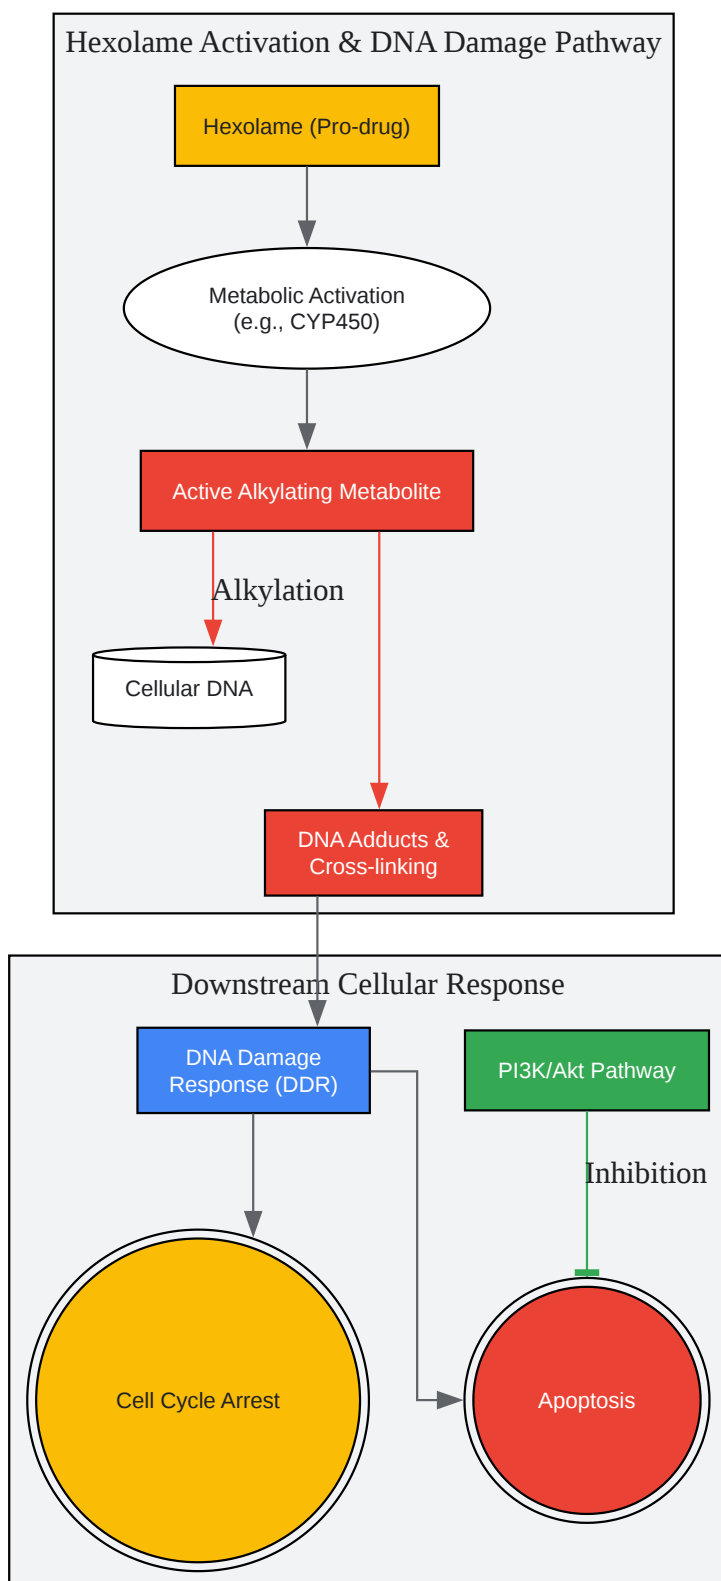 Hexolame Activation & DNA Damage Pathway
Hexolame (Pro-drug)
Metabolic Activation
(e.g., CYP450)
Active Alkylating Metabolite
Alkylation
Cellular DNA
DNA Adducts &
Cross-linking
Downstream Cellular Response
DNA Damage
Response (DDR)
PI3K/Akt Pathway
Inhibition
Cell Cycle Arrest
Apoptosis